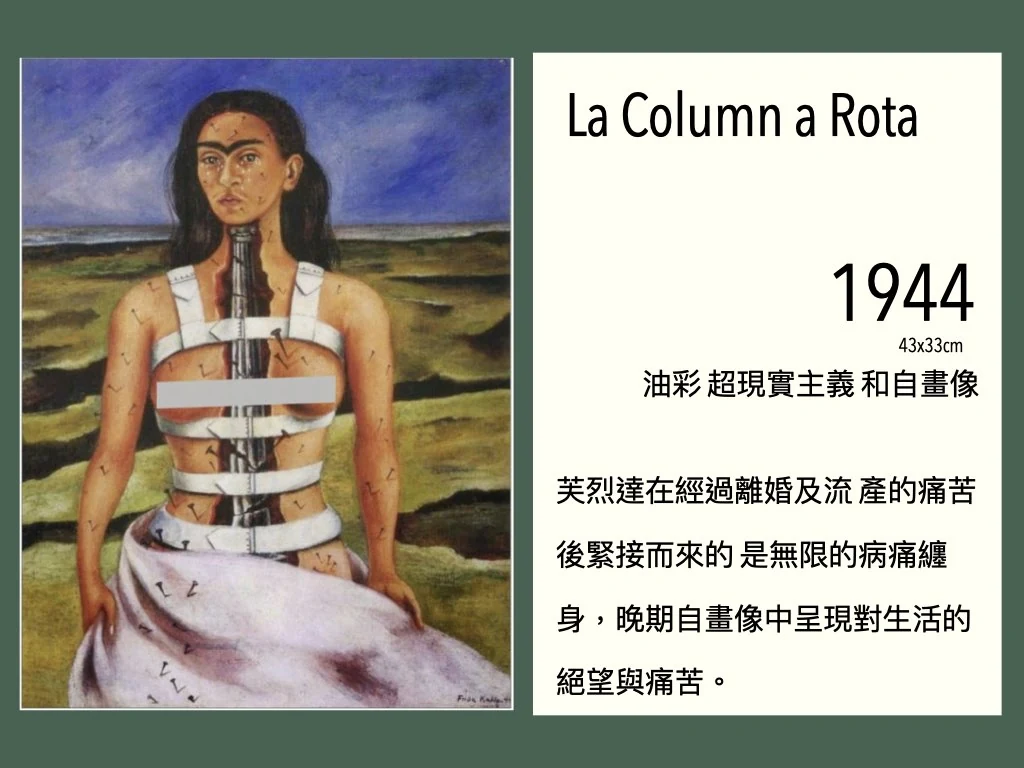 La Column a Rota
1944
43x33cm
油彩 超現實主義 和自畫像
芙烈達在經過離婚及流 產的痛苦
後緊接而來的 是無限的病痛纏
身，晚期自畫像中呈現對生活的
絕望與痛苦。